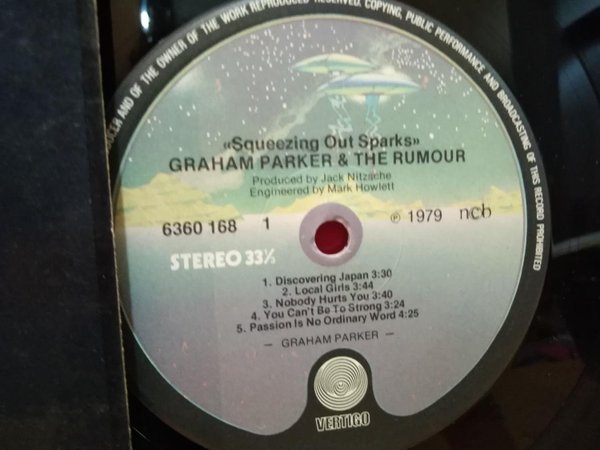 LER AND OF THE OWNER OF THE WORK REPRODUCED RESERVED. COPYING, PUBLIC PERFORMANCE AND BROADCASTING OF THIS RECORD PROHIBITED
«Squeezing Out Sparks»
GRAHAM PARKER & THE RUMOUR
Produced by Jack Nitzsche
Engineered by Mark Howlett
6360 168 1
℗ 1979 ncb
STEREO 33⅓
1. Discovering Japan 3:30
2. Local Girls 3:44
3. Nobody Hurts You 3:40
4. You Can't Be To Strong 3:24
5. Passion Is No Ordinary Word 4:25
- GRAHAM PARKER -
VERTIGO